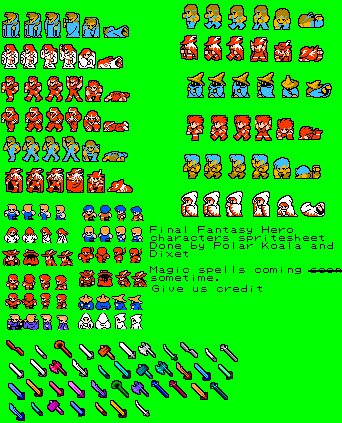 Final Fantasy Hero
characters spritesheet
Done by Polar Koala and
Dixet
Magic spells coming soon
sometime.
Give us credit